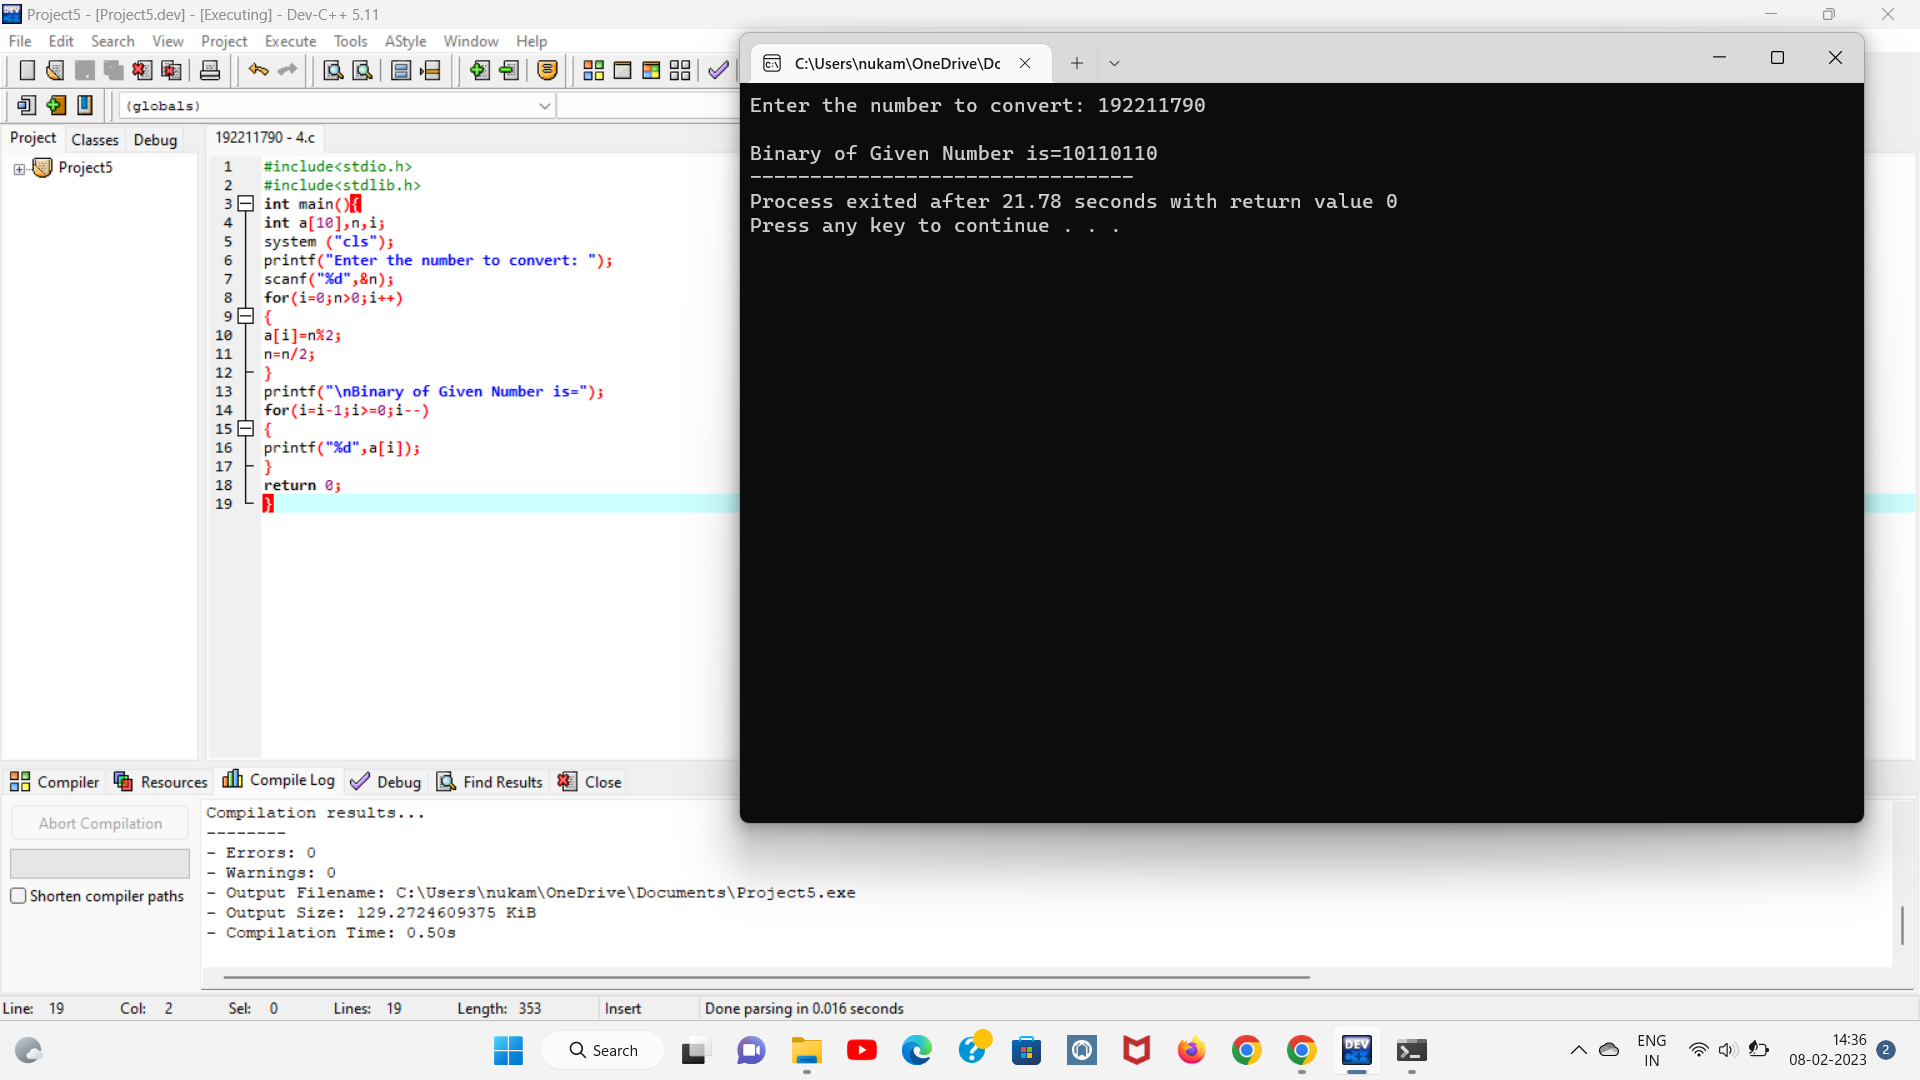 Project5 - [Project5.dev] - [Executing] - Dev-C++ 5.11
File Edit Search View Project Execute Tools AStyle Window Help
(globals)
Project Classes Debug
Project5
192211790 - 4.c
1 #include<stdio.h>
2 #include<stdlib.h>
3 int main(){
4 int a[10],n,i;
5 system ("cls");
6 printf("Enter the number to convert: ");
7 scanf("%d",&n);
8 for(i=0;n>0;i++)
9 {
10 a[i]=n%2;
11 n=n/2;
12 }
13 printf("\nBinary of Given Number is=");
14 for(i=i-1;i>=0;i--)
15 {
16 printf("%d",a[i]);
17 }
18 return 0;
19 }
C:\Users\nukam\OneDrive\Dc
Enter the number to convert: 192211790
Binary of Given Number is=10110110
--------------------------------
Process exited after 21.78 seconds with return value 0
Press any key to continue . . .
Compiler Resources Compile Log Debug Find Results Close
Abort Compilation
Shorten compiler paths
Compilation results...
--------
- Errors: 0
- Warnings: 0
- Output Filename: C:\Users\nukam\OneDrive\Documents\Project5.exe
- Output Size: 129.2724609375 KiB
- Compilation Time: 0.50s
Line: 19 Col: 2 Sel: 0 Lines: 19 Length: 353 Insert Done parsing in 0.016 seconds
Search
DEV
C++
ENG
IN
14:36
08-02-2023
2